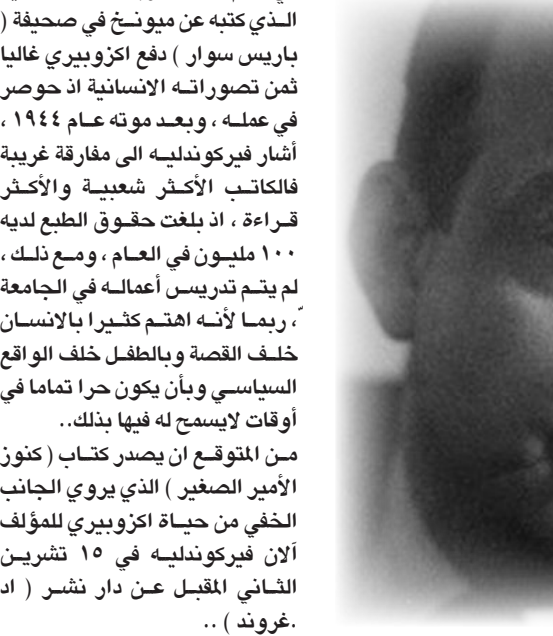 الذي كتبه عن ميونخ في صحيفة (
باريس سوار ) دفع اكزوبيري غاليا
ثمن تصوراته الانسانية اذ حوصر
في عمله ، وبعد موته عام ١٩٤٤ ،
أشار فيركوندليه الى مفارقة غريبة
فالكاتب الأكثر شعبية والأكثر
قراءة ، اذ بلغت حقوق الطبع لديه
١٠٠ مليون في العام ، ومع ذلك ،
لم يتم تدريس أعماله في الجامعة
ّ، ربما لأنه اهتم كثيرا بالانسان
خلف القصة وبالطفل خلف الواقع
السياسي وبأن يكون حرا تماما في
أوقات لايسمح له فيها بذلك..
من المتوقع ان يصدر كتاب ( كنوز
الأمير الصغير ) الذي يروي الجانب
الخفي من حياة اكزوبيري للمؤلف
آلان فيركوندليه في ١٥ تشرين
الثاني المقبل عن دار نشر ( اد
.غروند ) ..